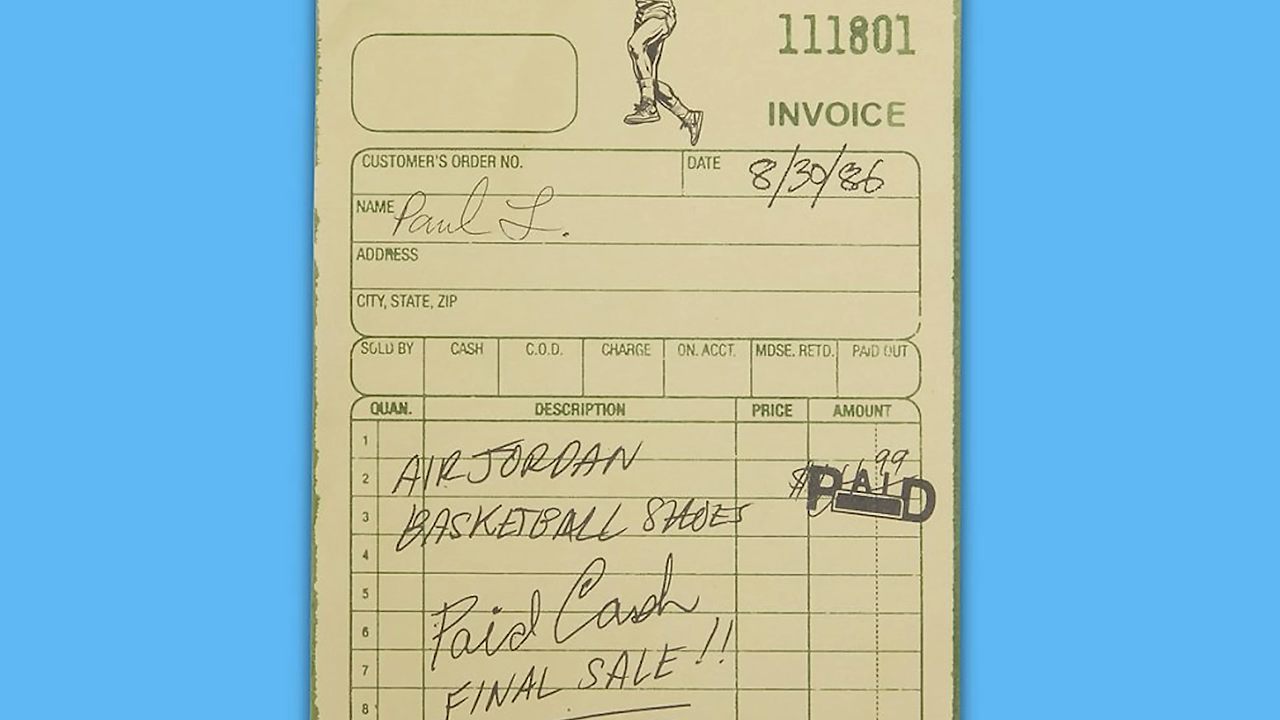 111801
INVOICE
CUSTOMER'S ORDER NO. DATE 8/30/86
NAME Paul L.
ADDRESS
CITY, STATE, ZIP
SOLD BY CASH C.O.D. CHARGE ON. ACCT. MDSE. RETD. PAID OUT
QUAN. DESCRIPTION PRICE AMOUNT
1
2 AIR JORDAN 99 PAID
3 BASKETBALL SHOES
4
5
6 Paid Cash
7 FINAL SALE!!
8